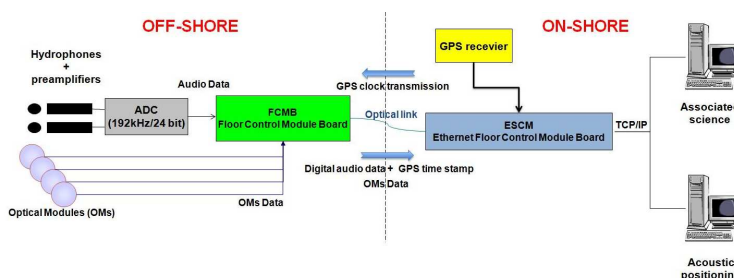 OFF-SHORE
ON-SHORE
Hydrophones
+
preamplifiers
Audio Data
ADC
(192kHz/24 bit)
FCMB
Floor Control Module Board
GPS recevier
GPS clock transmission
Optical link
ESCM
Ethernet Floor Control Module Board
TCP/IP
Associated
science
Digital audio data + GPS time stamp
OMs Data
OMs Data
Optical Modules (OMs)
Acoustic
positionin